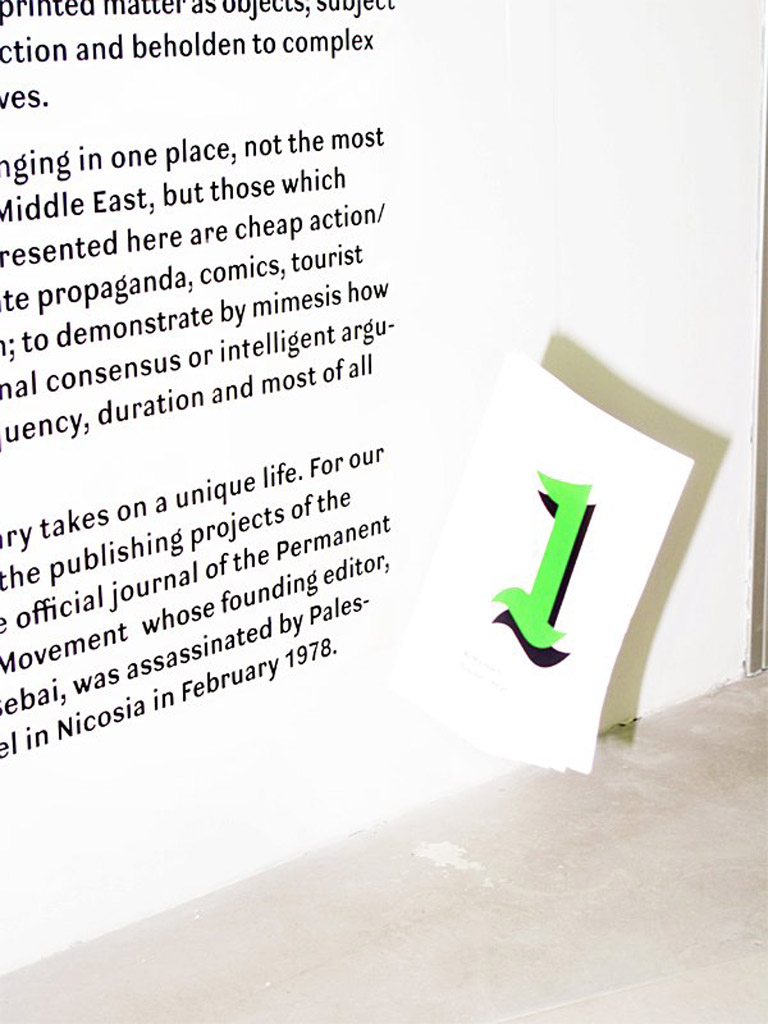 printed matter as objects, subject
ction and beholden to complex
ves.
nging in one place, not the most
Middle East, but those which
resented here are cheap action/
te propaganda, comics, tourist
n; to demonstrate by mimesis how
nal consensus or intelligent argu-
quency, duration and most of all
ry takes on a unique life. For our
the publishing projects of the
e official journal of the Permanent
Movement whose founding editor,
sebai, was assassinated by Pales-
el in Nicosia in February 1978.
1